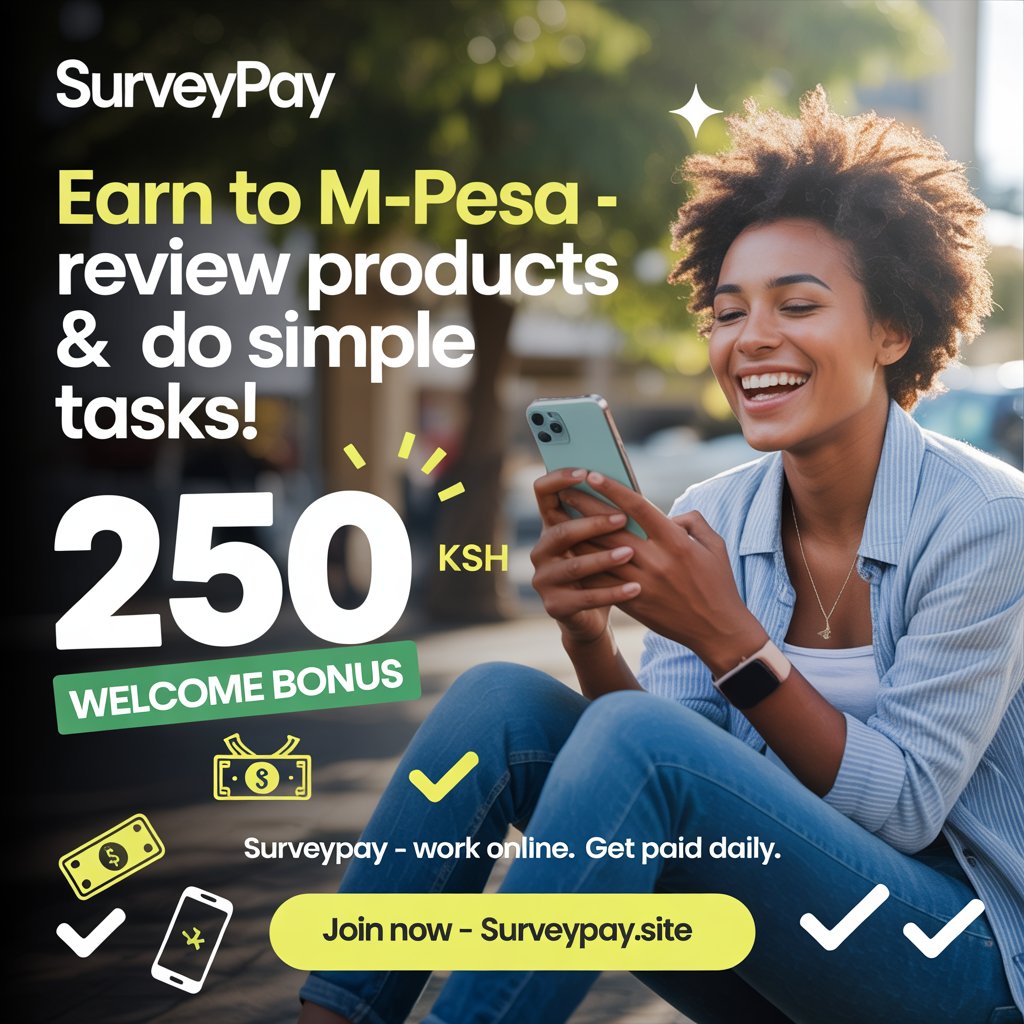 SurveyPay
Earn to M-Pesa -
review products
& do simple
tasks!
250
KSH
WELCOME BONUS
$
$
Surveypay - work online. Get paid daily.
Join now - Surveypay.site